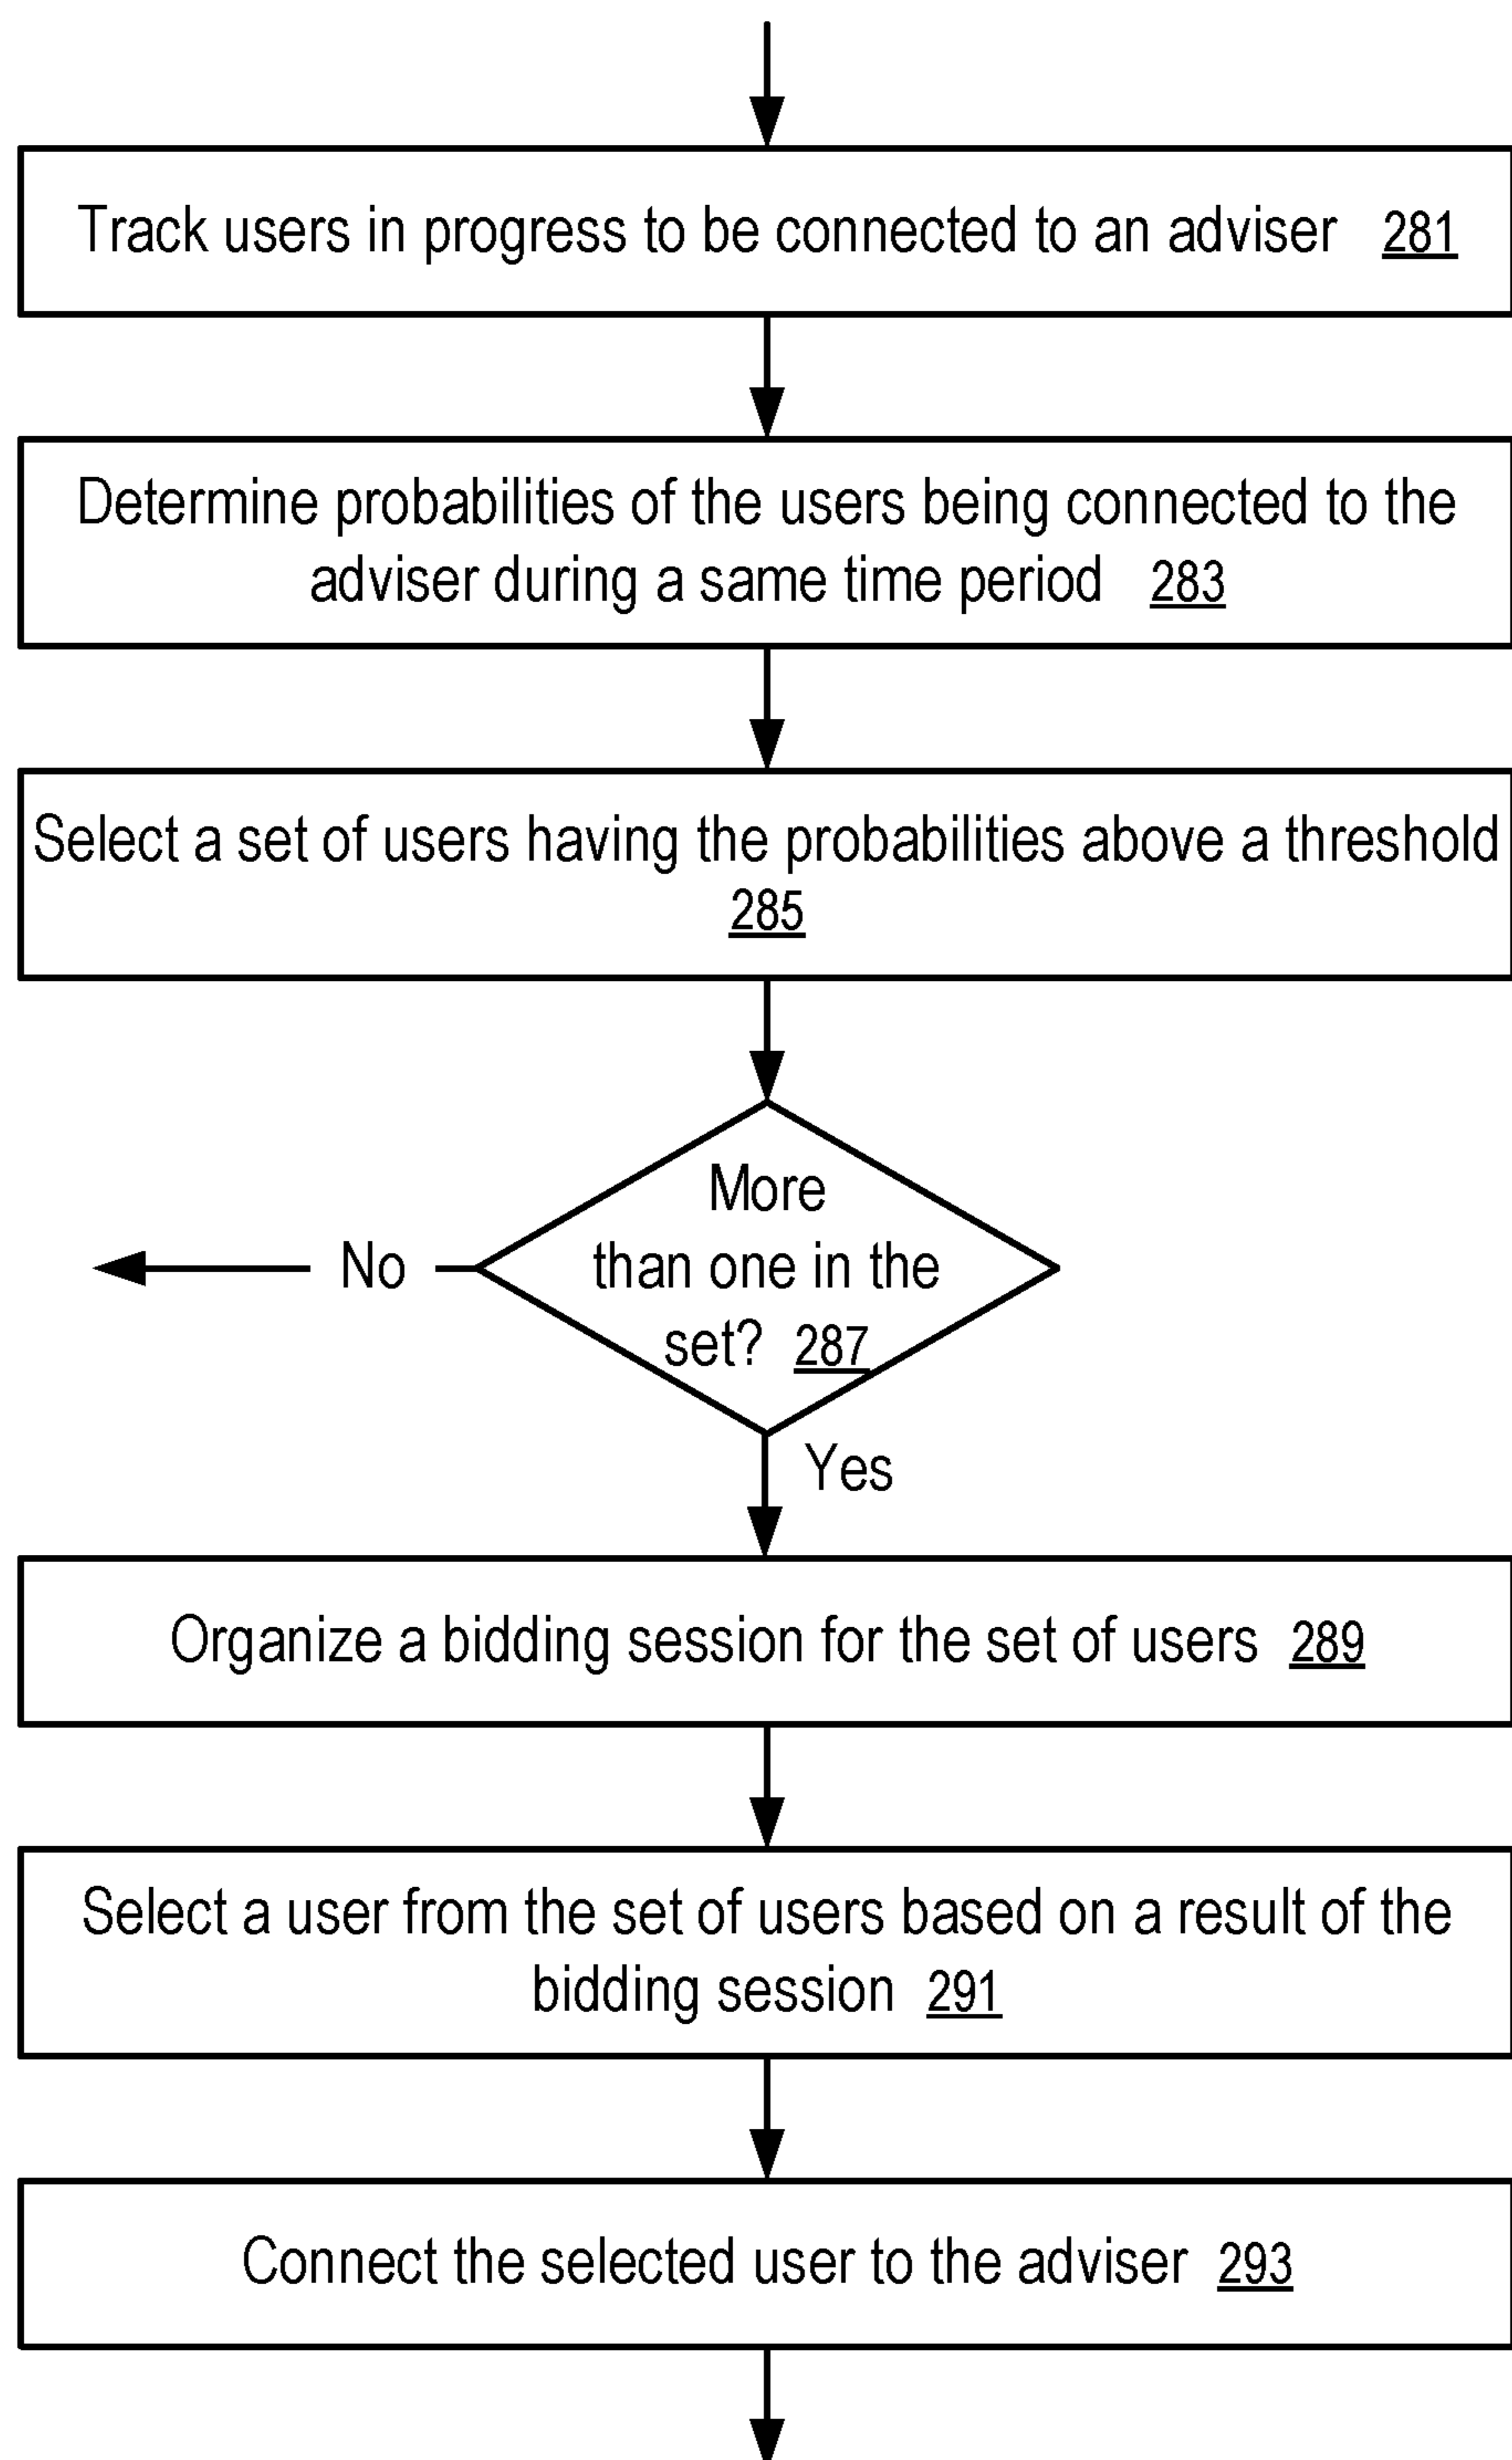 Track users in progress to be connected to an adviser 281
Determine probabilities of the users being connected to the
adviser during a same time period 283
Select a set of users having the probabilities above a threshold
285
More
than one in the
set? 287
No
Yes
Organize a bidding session for the set of users 289
Select a user from the set of users based on a result of the
bidding session 291
Connect the selected user to the adviser 293